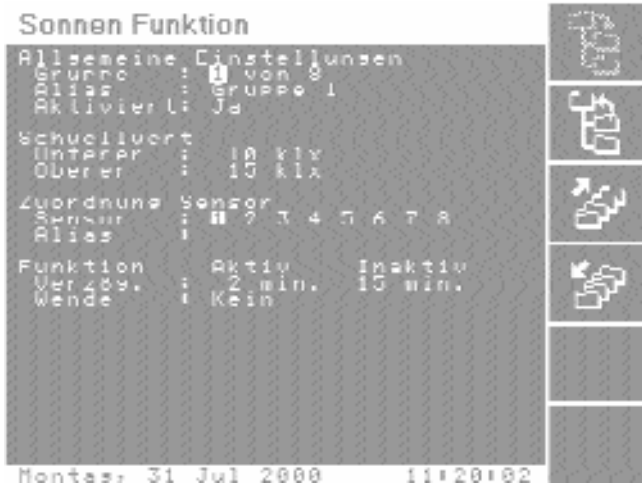 Sonnen Funktion
Allgemeine Einstellungen
Gruppe : 1 von 8
Alias : Gruppe 1
Aktiviert: Ja
Schwellwert
Unterer : 10 klx
Oberer : 15 klx
Zuordnung Sensor
Sensor : 1 2 3 4 5 6 7 8
Alias :
Funktion Aktiv Inaktiv
Verzög. : 2 min. 15 min.
Wende : Kein
Montag, 31 Jul 2000 11:20:02